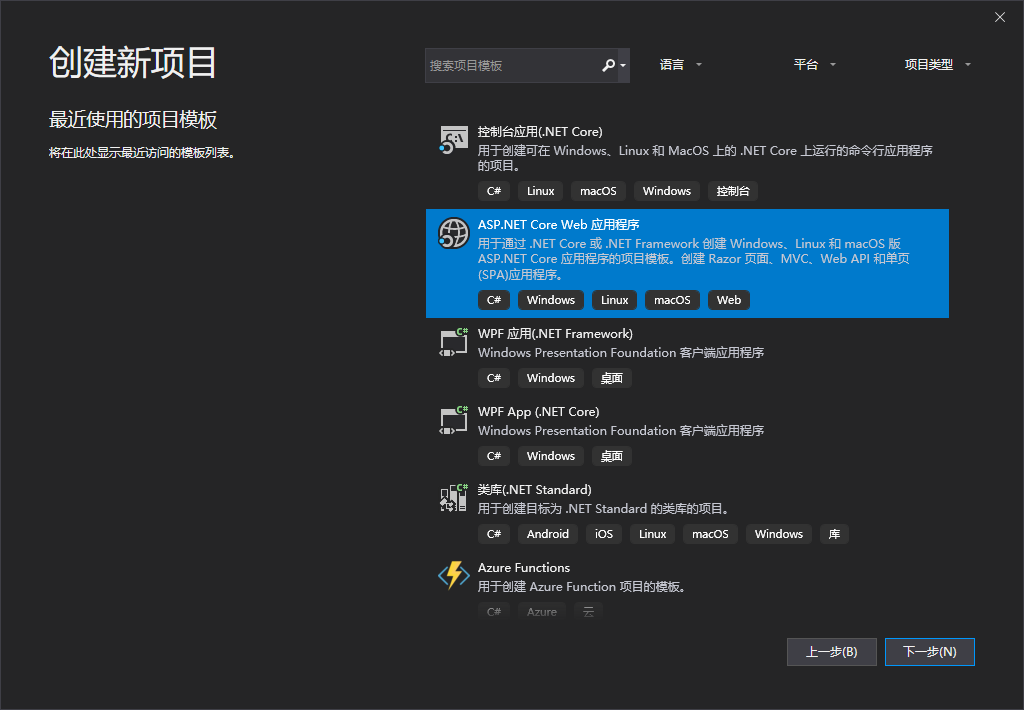 创建新项目
最近使用的项目模板
将在此处显示最近访问的模板列表。
搜索项目模板
语言
平台
项目类型
控制台应用(.NET Core)
用于创建可在 Windows、Linux 和 MacOS 上的 .NET Core 上运行的命令行应用程序
的项目。
C# Linux macOS Windows 控制台
ASP.NET Core Web 应用程序
用于通过 .NET Core 或 .NET Framework 创建 Windows、Linux 和 macOS 版
ASP.NET Core 应用程序的项目模板。创建 Razor 页面、MVC、Web API 和单页
(SPA)应用程序。
C# Windows Linux macOS Web
C#
WPF 应用(.NET Framework)
Windows Presentation Foundation 客户端应用程序
C# Windows 桌面
C#
WPF App (.NET Core)
Windows Presentation Foundation 客户端应用程序
C# Windows 桌面
C#
类库(.NET Standard)
用于创建目标为 .NET Standard 的类库的项目。
C# Android iOS Linux macOS Windows 库
Azure Functions
用于创建 Azure Function 项目的模板。
C# Azure 云
上一步(B)
下一步(N)